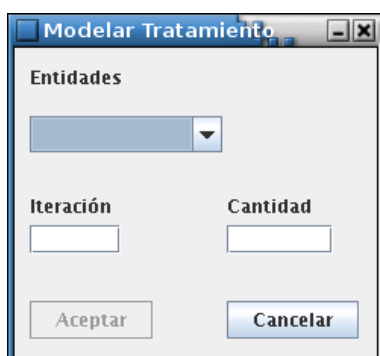 Modelar Tratamiento
Entidades
Iteración Cantidad
Aceptar Cancelar